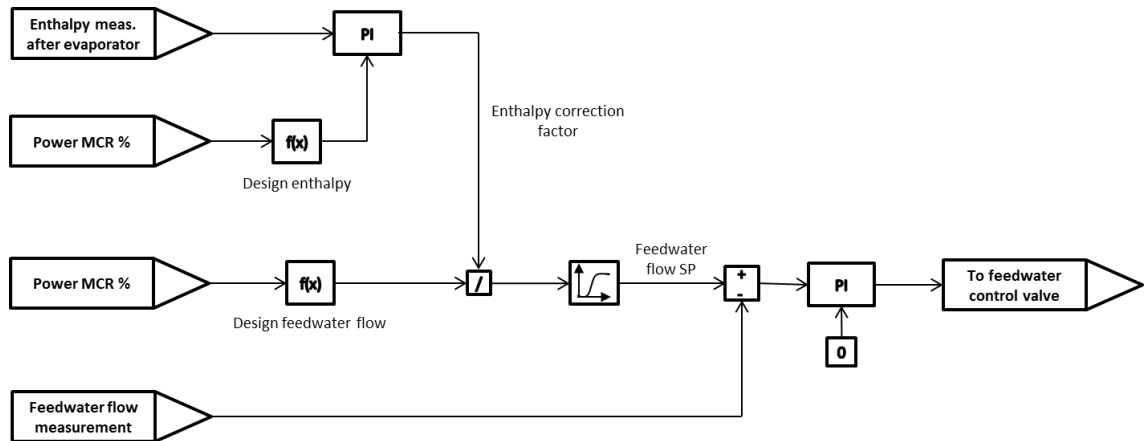 Enthalpy meas.
after evaporator
PI
Enthalpy correction
factor
Power MCR %
f(x)
Design enthalpy
Power MCR %
f(x)
Design feedwater flow
/
Feedwater
flow SP
+
-
PI
0
To feedwater
control valve
Feedwater flow
measurement